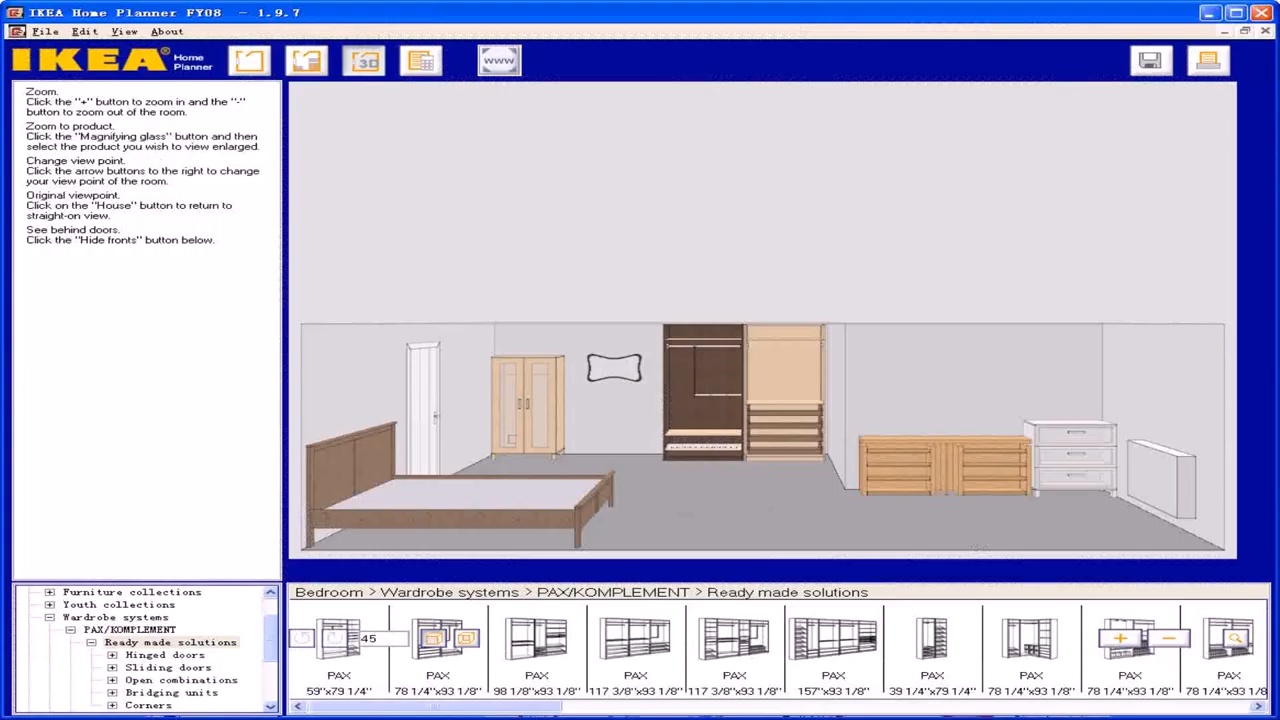 IKEA Home Planner FY08 - 1.9.7
File Edit View About
IKEA® Home Planner
3D
WWW
Zoom.
Click the "+" button to zoom in and the "-"
button to zoom out of the room.
Zoom to product.
Click the "Magnifying glass" button and then
select the product you wish to view enlarged.
Change view point.
Click the arrow buttons to the right to change
your view point of the room.
Original viewpoint.
Click on the "House" button to return to
straight-on view.
See behind doors.
Click the "Hide fronts" button below.
Furniture collections
Youth collections
Wardrobe systems
PAX/KOMPLEMENT
Ready made solutions
Hinged doors
Sliding doors
Open combinations
Bridging units
Corners
Bedroom > Wardrobe systems > PAX/KOMPLEMENT > Ready made solutions
45
PAX PAX PAX PAX PAX PAX PAX PAX PAX PAX
59"x79 1/4" 78 1/4"x93 1/8" 98 1/8"x93 1/8" 117 3/8"x93 1/8" 117 3/8"x93 1/8" 157"x93 1/8" 39 1/4"x79 1/4" 78 1/4"x93 1/8" 78 1/4"x93 1/8" 78 1/4"x93 1/8